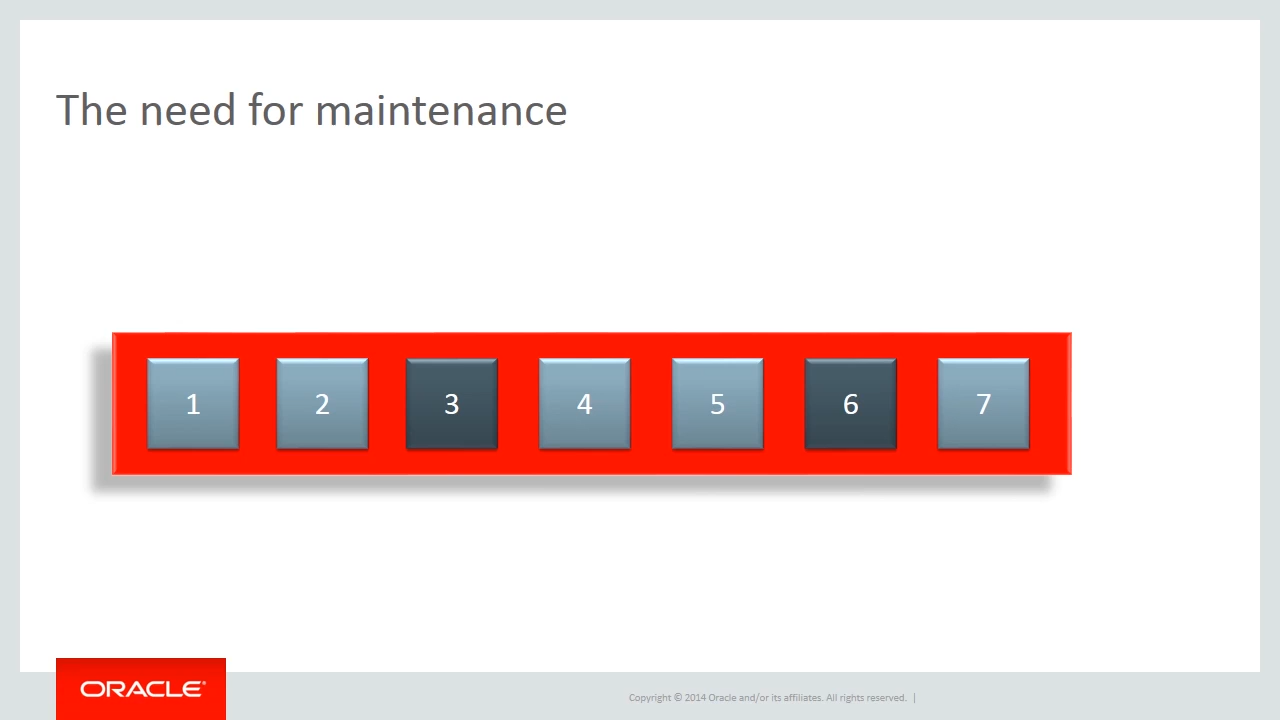 The need for maintenance
1 2 3 4 5 6 7
ORACLE®
Copyright © 2014 Oracle and/or its affiliates. All rights reserved. |